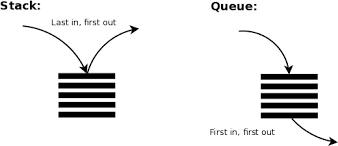 Stack:
Last in, first out
Queue:
First in, first out